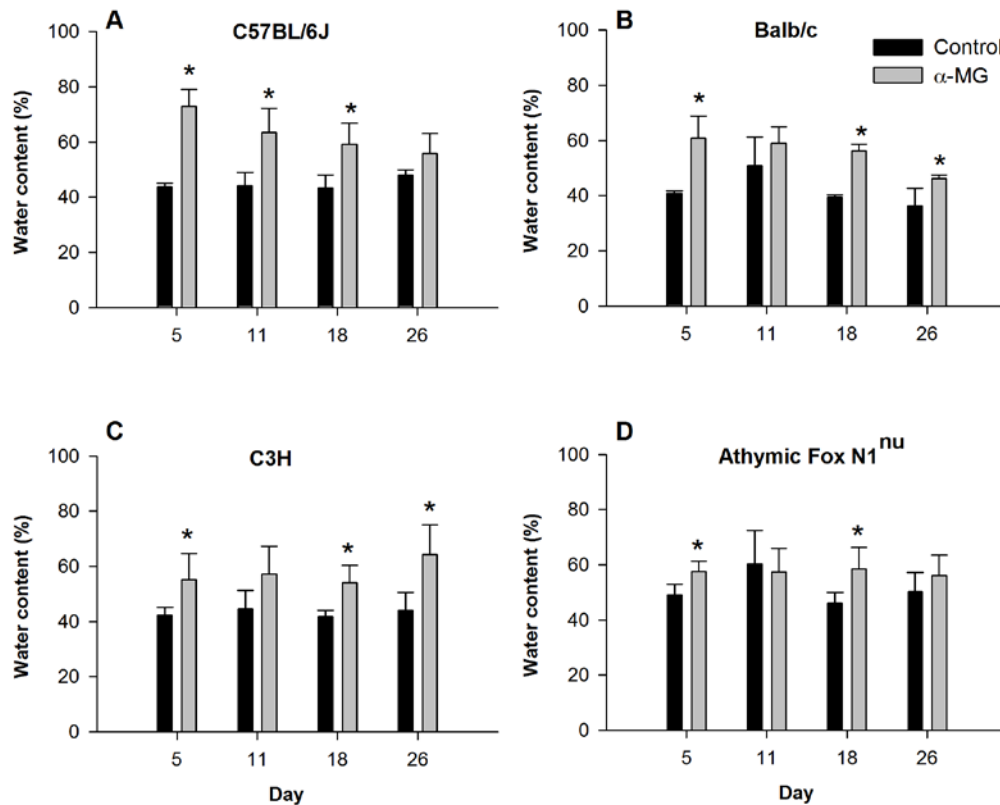 A
C57BL/6J
Water content (%)
100
80
60
40
20
0
* * *
5 11 18 26
B
Balb/c
Control
α-MG
Water content (%)
100
80
60
40
20
0
* * *
5 11 18 26
C
C3H
Water content (%)
100
80
60
40
20
0
* * *
5 11 18 26
Day
D
Athymic Fox N1nu
Water content (%)
100
80
60
40
20
0
* *
5 11 18 26
Day